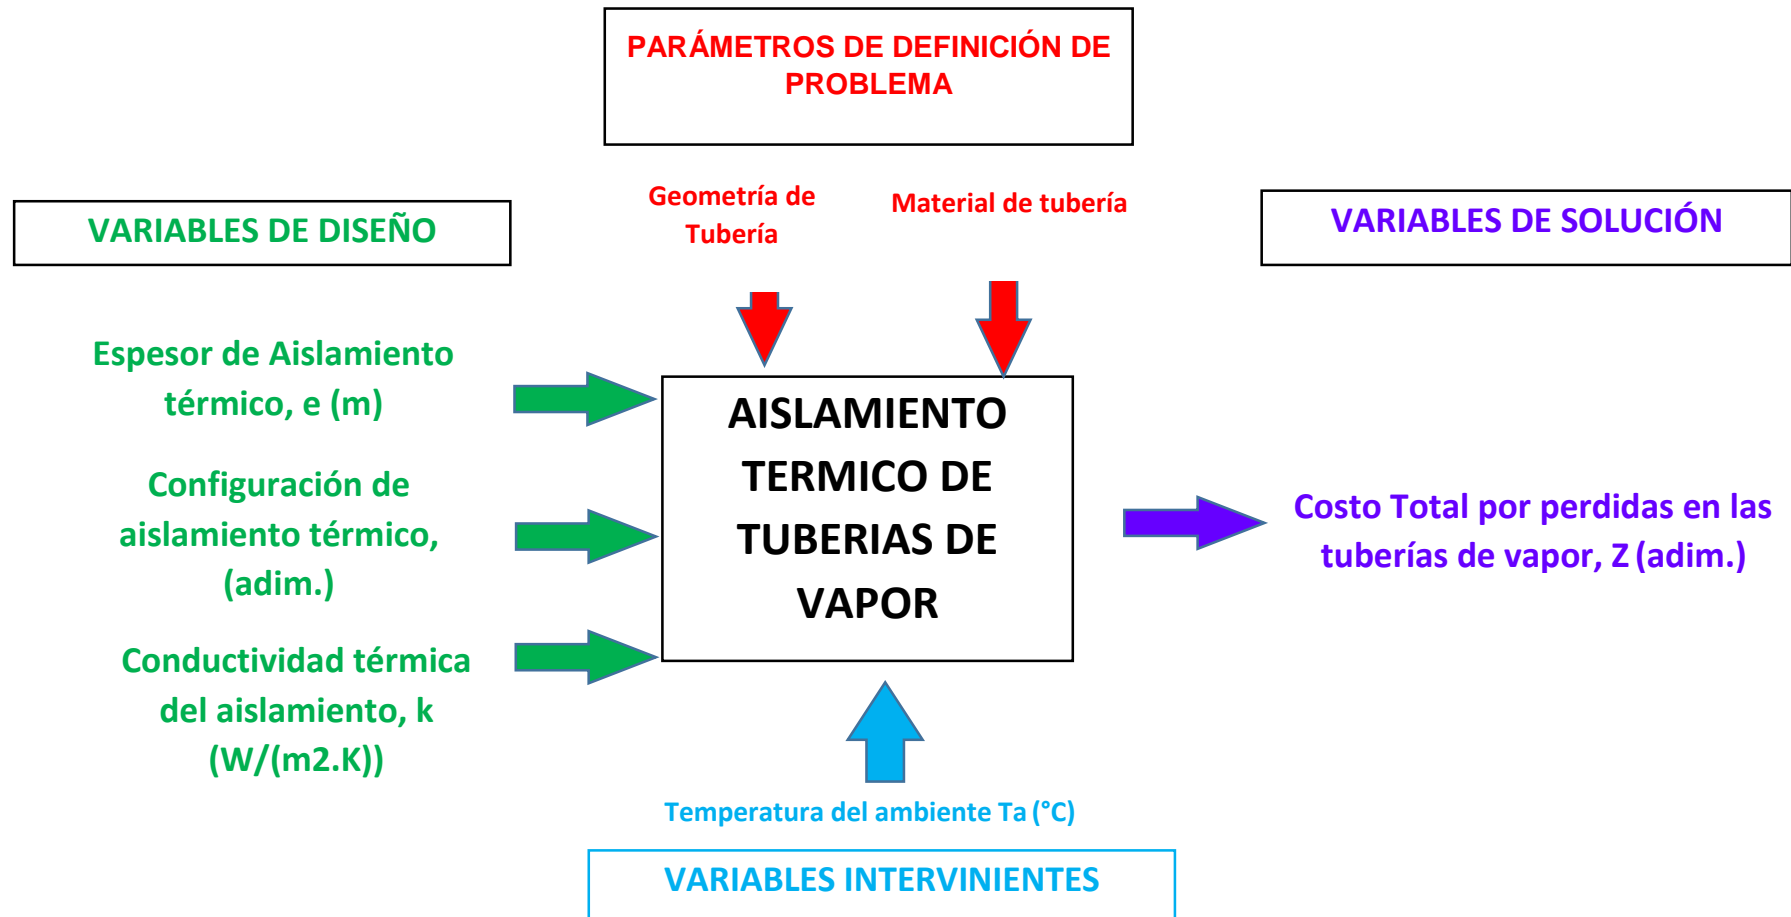 PARÁMETROS DE DEFINICIÓN DE
PROBLEMA
Geometría de
Tubería
Material de tubería
VARIABLES DE DISEÑO
VARIABLES DE SOLUCIÓN
Espesor de Aislamiento
térmico, e (m)
Configuración de
aislamiento térmico,
(adim.)
Conductividad térmica
del aislamiento, k
(W/(m2.K))
AISLAMIENTO
TERMICO DE
TUBERIAS DE
VAPOR
Costo Total por perdidas en las
tuberías de vapor, Z (adim.)
Temperatura del ambiente Ta (°C)
VARIABLES INTERVINIENTES